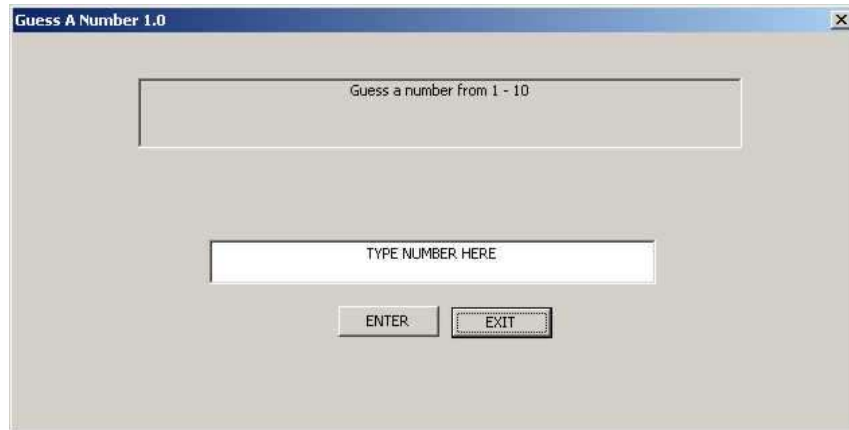 Guess A Number 1.0
Guess a number from 1 - 10
TYPE NUMBER HERE
ENTER
EXIT